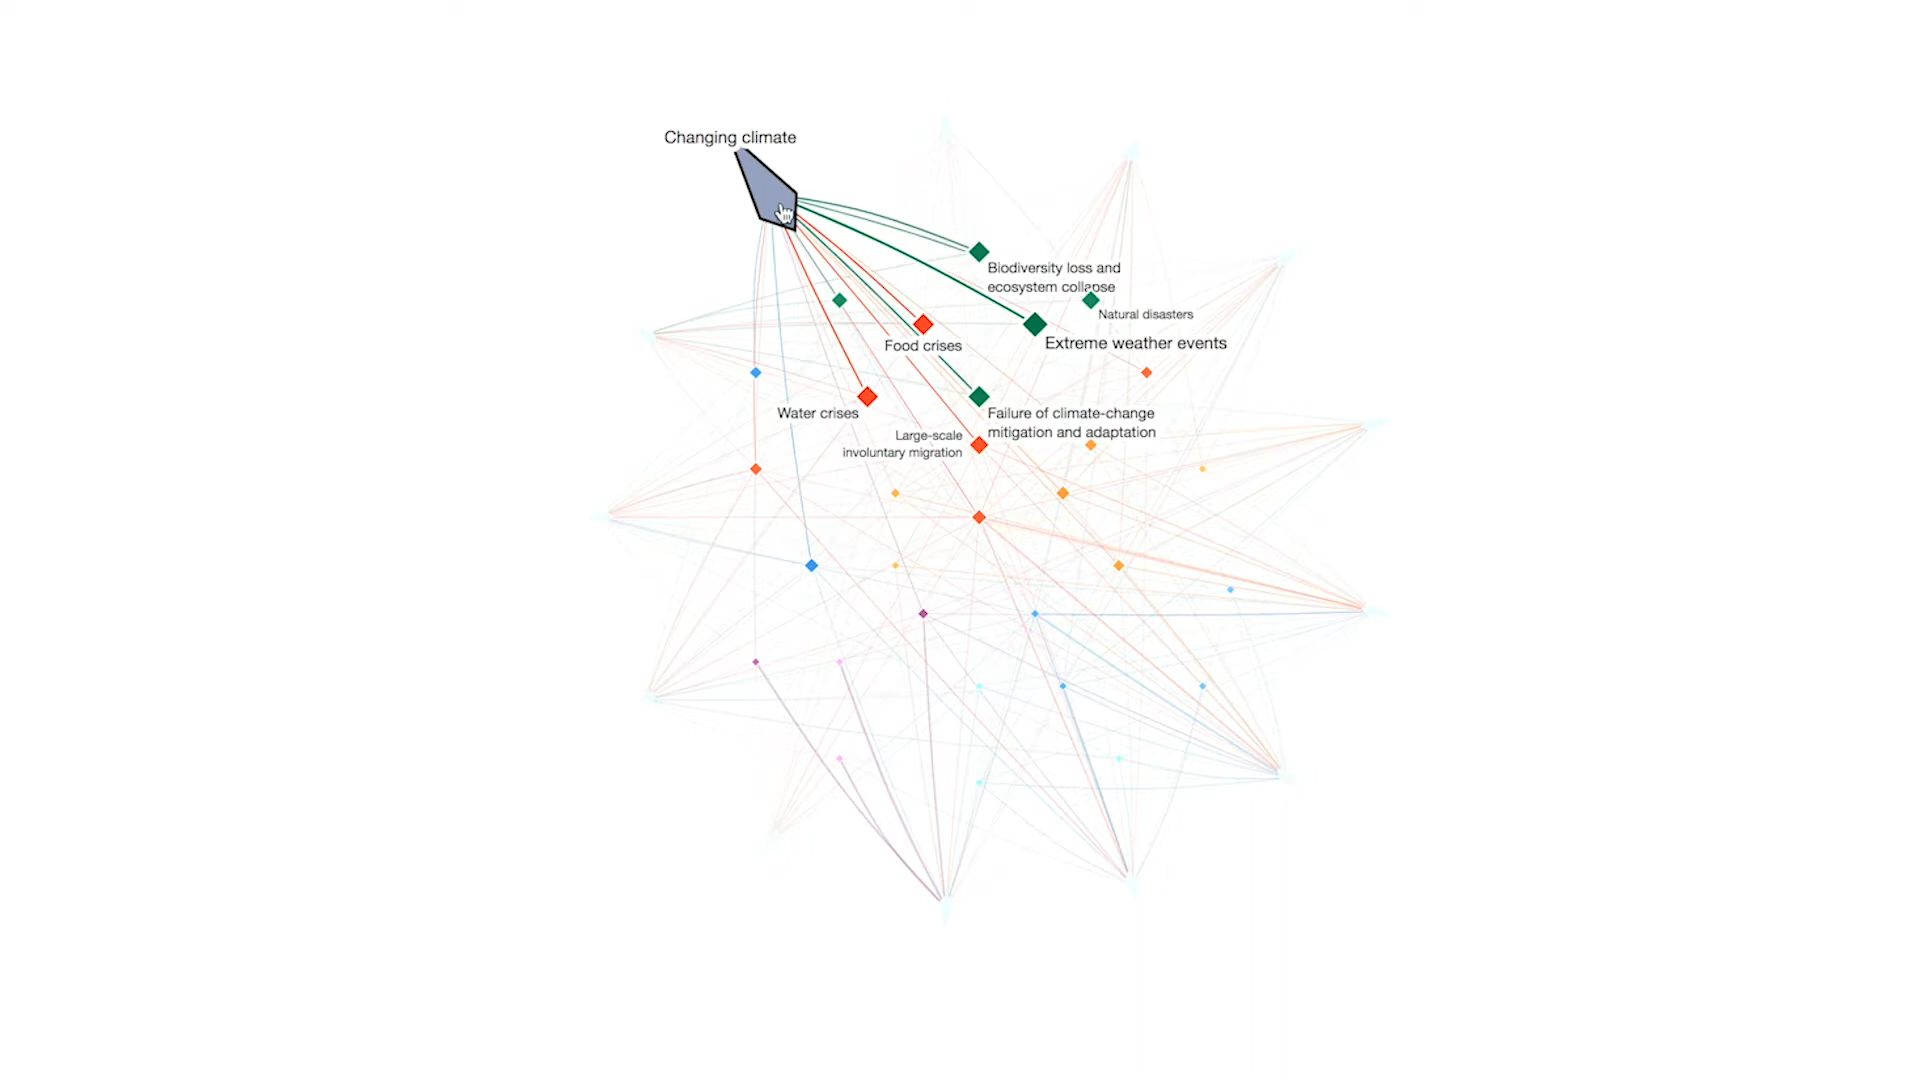 Changing climate
Biodiversity loss and
ecosystem collapse
Natural disasters
Extreme weather events
Food crises
Water crises
Failure of climate-change
mitigation and adaptation
Large-scale
involuntary migration